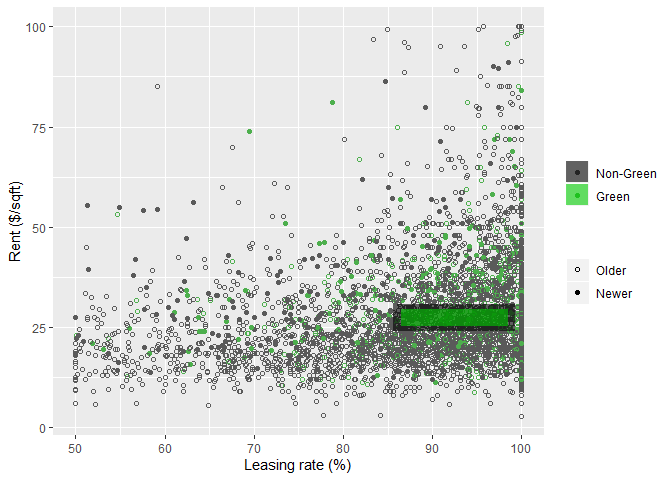 100
75
50
25
0
Rent ($/sqft)
50 60 70 80 90 100
Leasing rate (%)
Non-Green
Green
Older
Newer